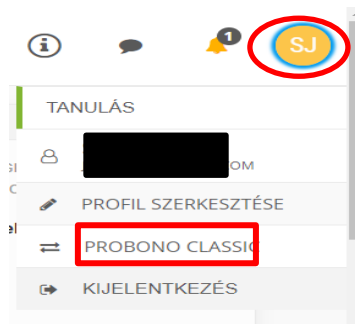 1
SJ
TANULÁS
OM
PROFIL SZERKESZTÉSE
PROBONO CLASSIC
KIJELENTKEZÉS